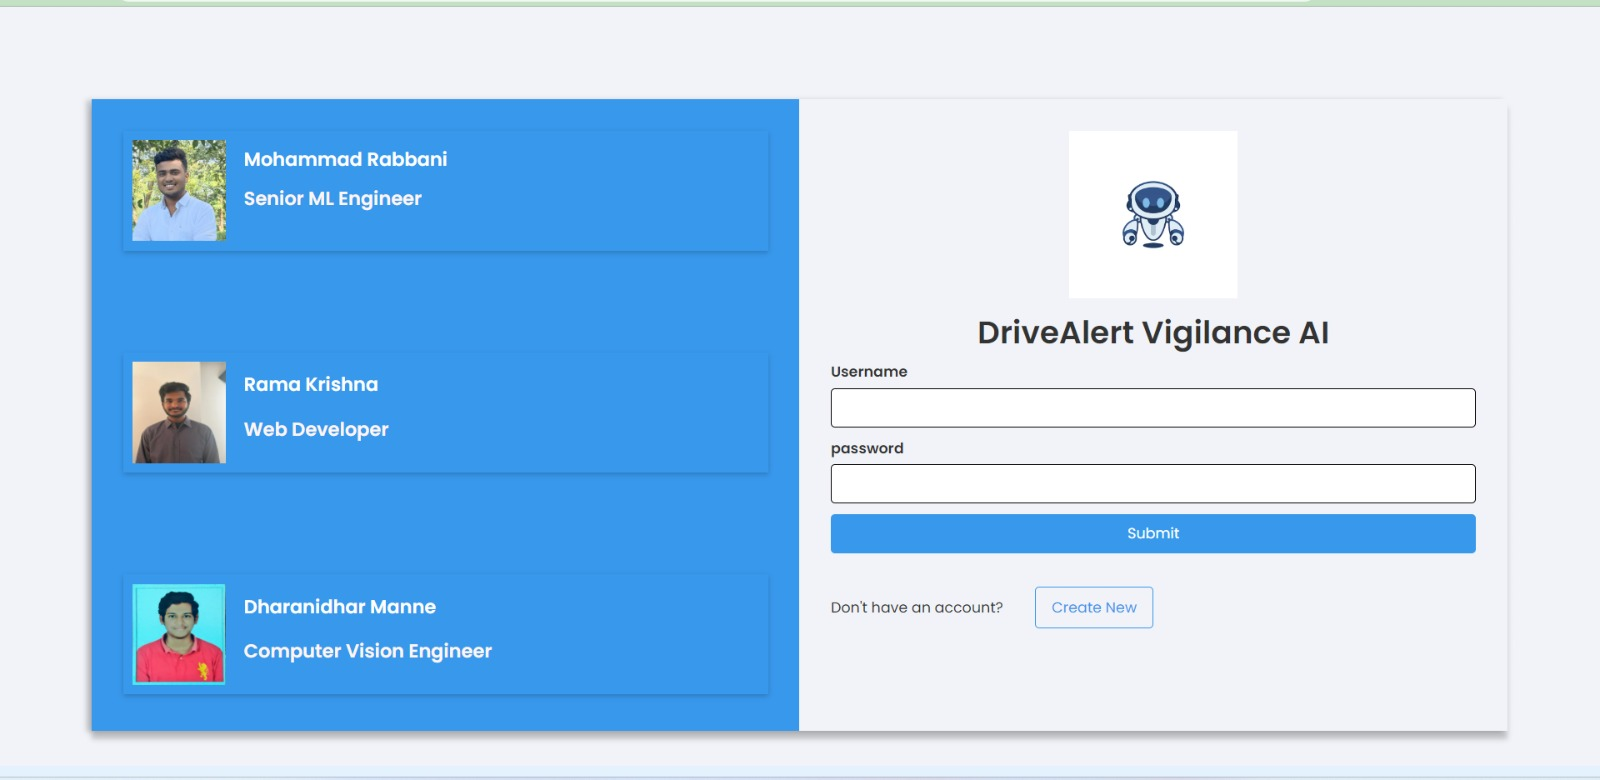 Mohammad Rabbani
Senior ML Engineer
Rama Krishna
Web Developer
Dharanidhar Manne
Computer Vision Engineer
DriveAlert Vigilance AI
Username
password
Submit
Don't have an account?
Create New